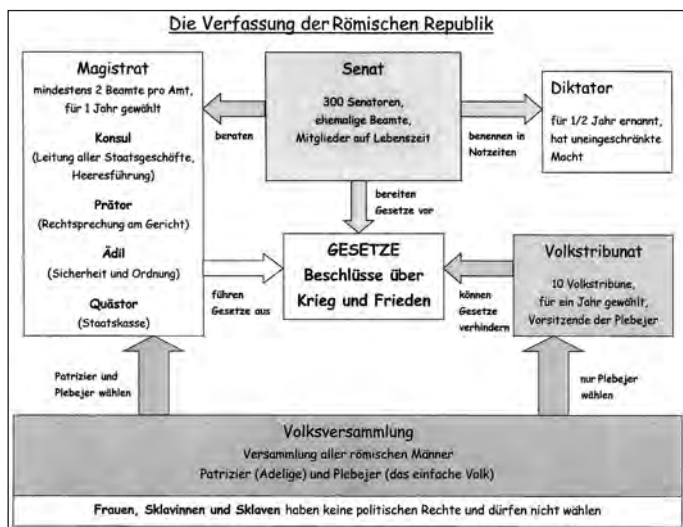 Die Verfassung der Römischen Republik
Magistrat
mindestens 2 Beamte pro Amt,
für 1 Jahr gewählt
Konsul
(Leitung aller Staatsgeschäfte,
Heeresführung)
Prätor
(Rechtsprechung am Gericht)
Ädil
(Sicherheit und Ordnung)
Quästor
(Staatskasse)
beraten
Senat
300 Senatoren,
ehemalige Beamte,
Mitglieder auf Lebenszeit
benennen in
Notzeiten
Diktator
für 1/2 Jahr ernannt,
hat uneingeschränkte
Macht
bereiten
Gesetze vor
führen
Gesetze aus
GESETZE
Beschlüsse über
Krieg und Frieden
können
Gesetze
verhindern
Volkstribunat
10 Volkstribune,
für ein Jahr gewählt,
Vorsitzende der Plebejer
Patrizier und
Plebejer wählen
nur Plebejer
wählen
Volksversammlung
Versammlung aller römischen Männer
Patrizier (Adelige) und Plebejer (das einfache Volk)
Frauen, Sklavinnen und Sklaven haben keine politischen Rechte und dürfen nicht wählen